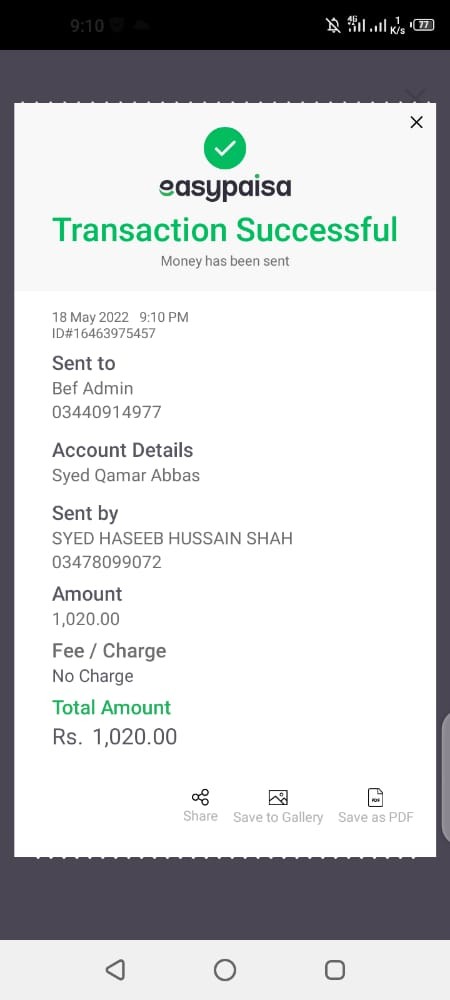 9:10
4G
1
K/s
77
easypaisa
Transaction Successful
Money has been sent
18 May 2022 9:10 PM
ID#16463975457
Sent to
Bef Admin
03440914977
Account Details
Syed Qamar Abbas
Sent by
SYED HASEEB HUSSAIN SHAH
03478099072
Amount
1,020.00
Fee / Charge
No Charge
Total Amount
Rs. 1,020.00
Share Save to Gallery Save as PDF